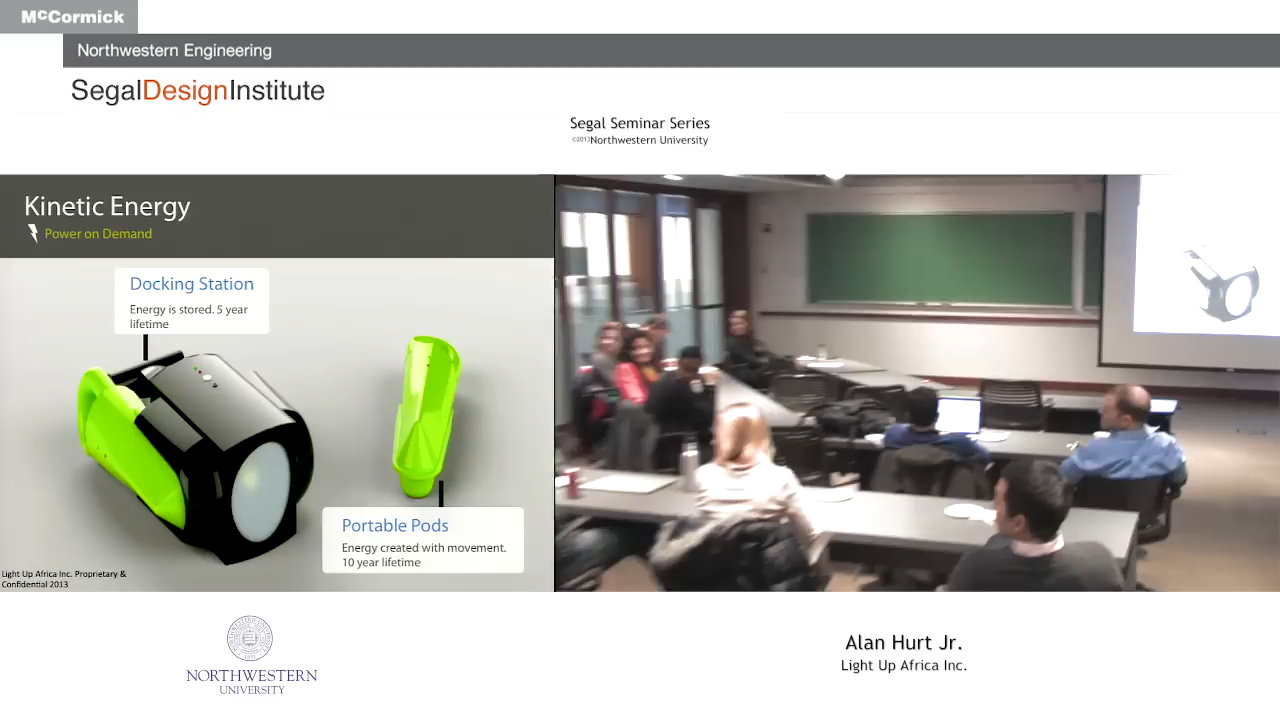 McCormick
Northwestern Engineering
SegalDesignInstitute
Segal Seminar Series
©2013Northwestern University
Kinetic Energy
Power on Demand
Docking Station
Energy is stored. 5 year
lifetime
Portable Pods
Energy created with movement.
10 year lifetime
Light Up Africa Inc. Proprietary &
Confidential 2013
NORTHWESTERN
UNIVERSITY
Alan Hurt Jr.
Light Up Africa Inc.